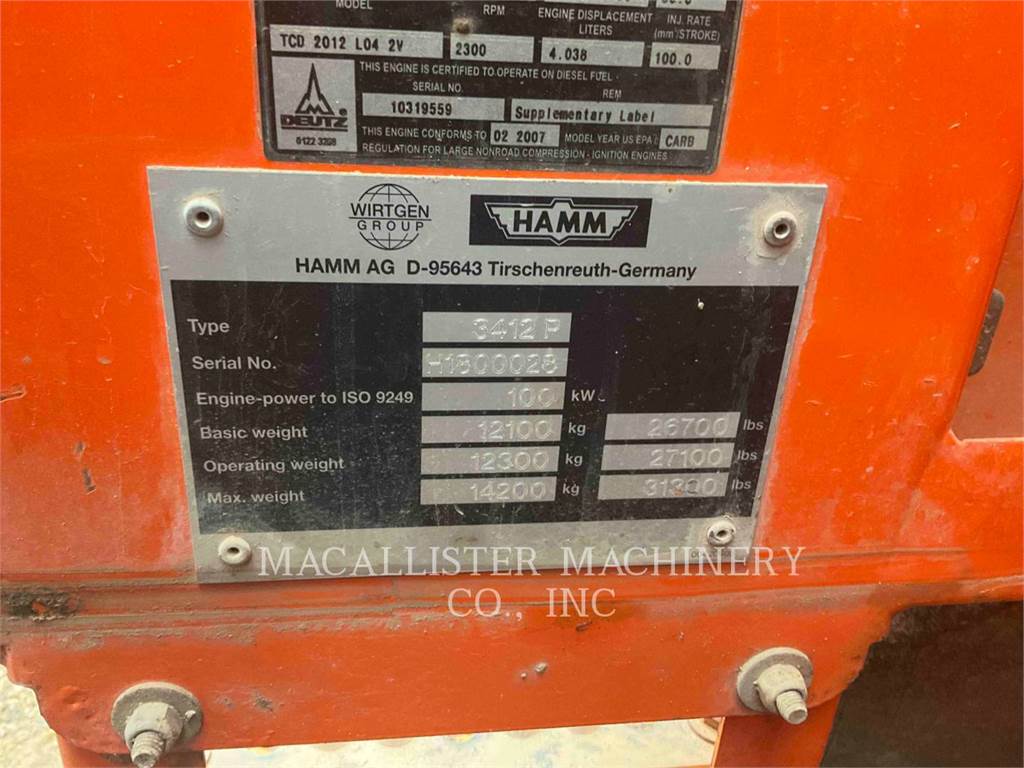 MODEL RPM ENGINE DISPLACEMENT LITERS INJ. RATE (mm³/STROKE)
TCD 2012 L04 2V 2300 4.038 100.0
THIS ENGINE IS CERTIFIED TO OPERATE ON DIESEL FUEL
SERIAL NO. REM
10319559 Supplementary Label
DEUTZ
0122 3298
THIS ENGINE CONFORMS TO 02 2007 MODEL YEAR US EPA CARB
REGULATION FOR LARGE NONROAD COMPRESSION - IGNITION ENGINES
WIRTGEN GROUP
HAMM
HAMM AG D-95643 Tirschenreuth-Germany
Type 3412 P
Serial No. H1800028
Engine-power to ISO 9249 100 kW
Basic weight 12100 kg 26700 lbs
Operating weight 12300 kg 27100 lbs
Max. weight 14200 kg 31300 lbs
MACALLISTER MACHINERY
CO., INC